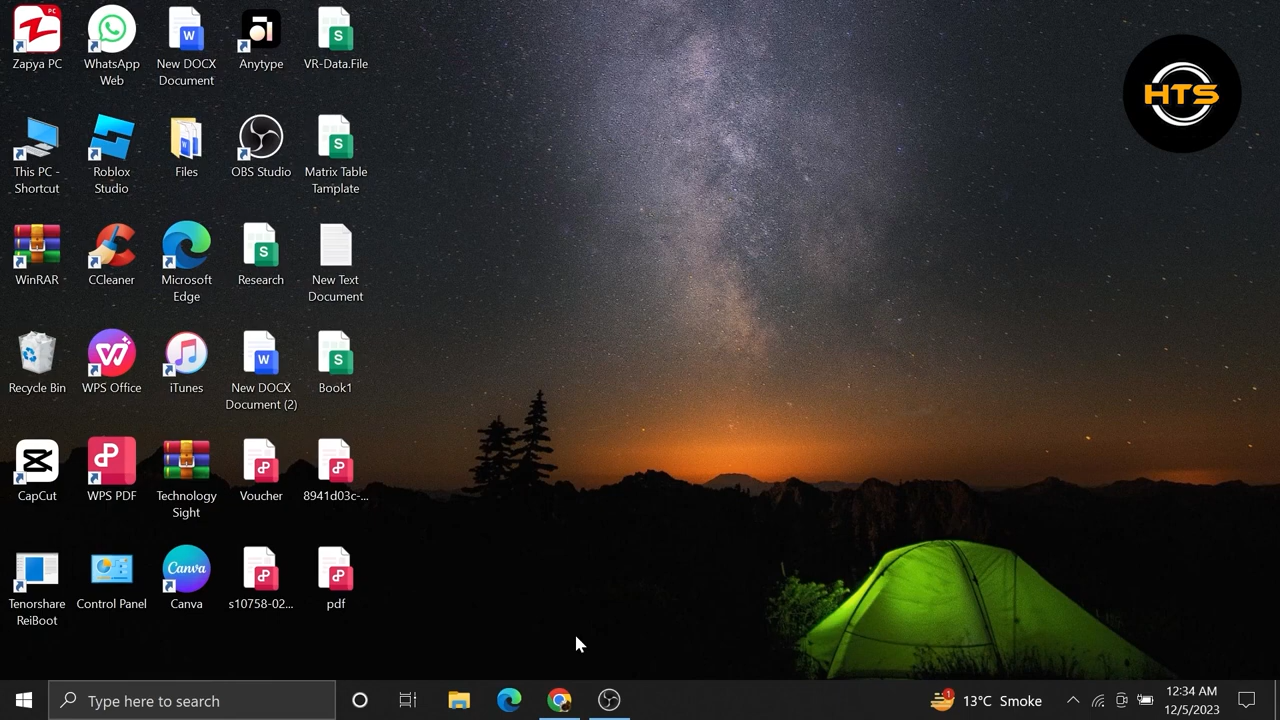 PC
Zapya PC
WhatsApp
Web
W
New DOCX
Document
Anytype
S
VR-Data.File
HTS
This PC -
Shortcut
Roblox
Studio
Files
OBS Studio
S
Matrix Table
Tamplate
WinRAR
CCleaner
Microsoft
Edge
S
Research
New Text
Document
Recycle Bin
WPS Office
iTunes
W
New DOCX
Document (2)
S
Book1
CapCut
WPS PDF
Technology
Sight
Voucher
8941d03c-...
Tenorshare
ReiBoot
Control Panel
Canva
Canva
s10758-02...
pdf
Type here to search
1
13°C Smoke
12:34 AM
12/5/2023